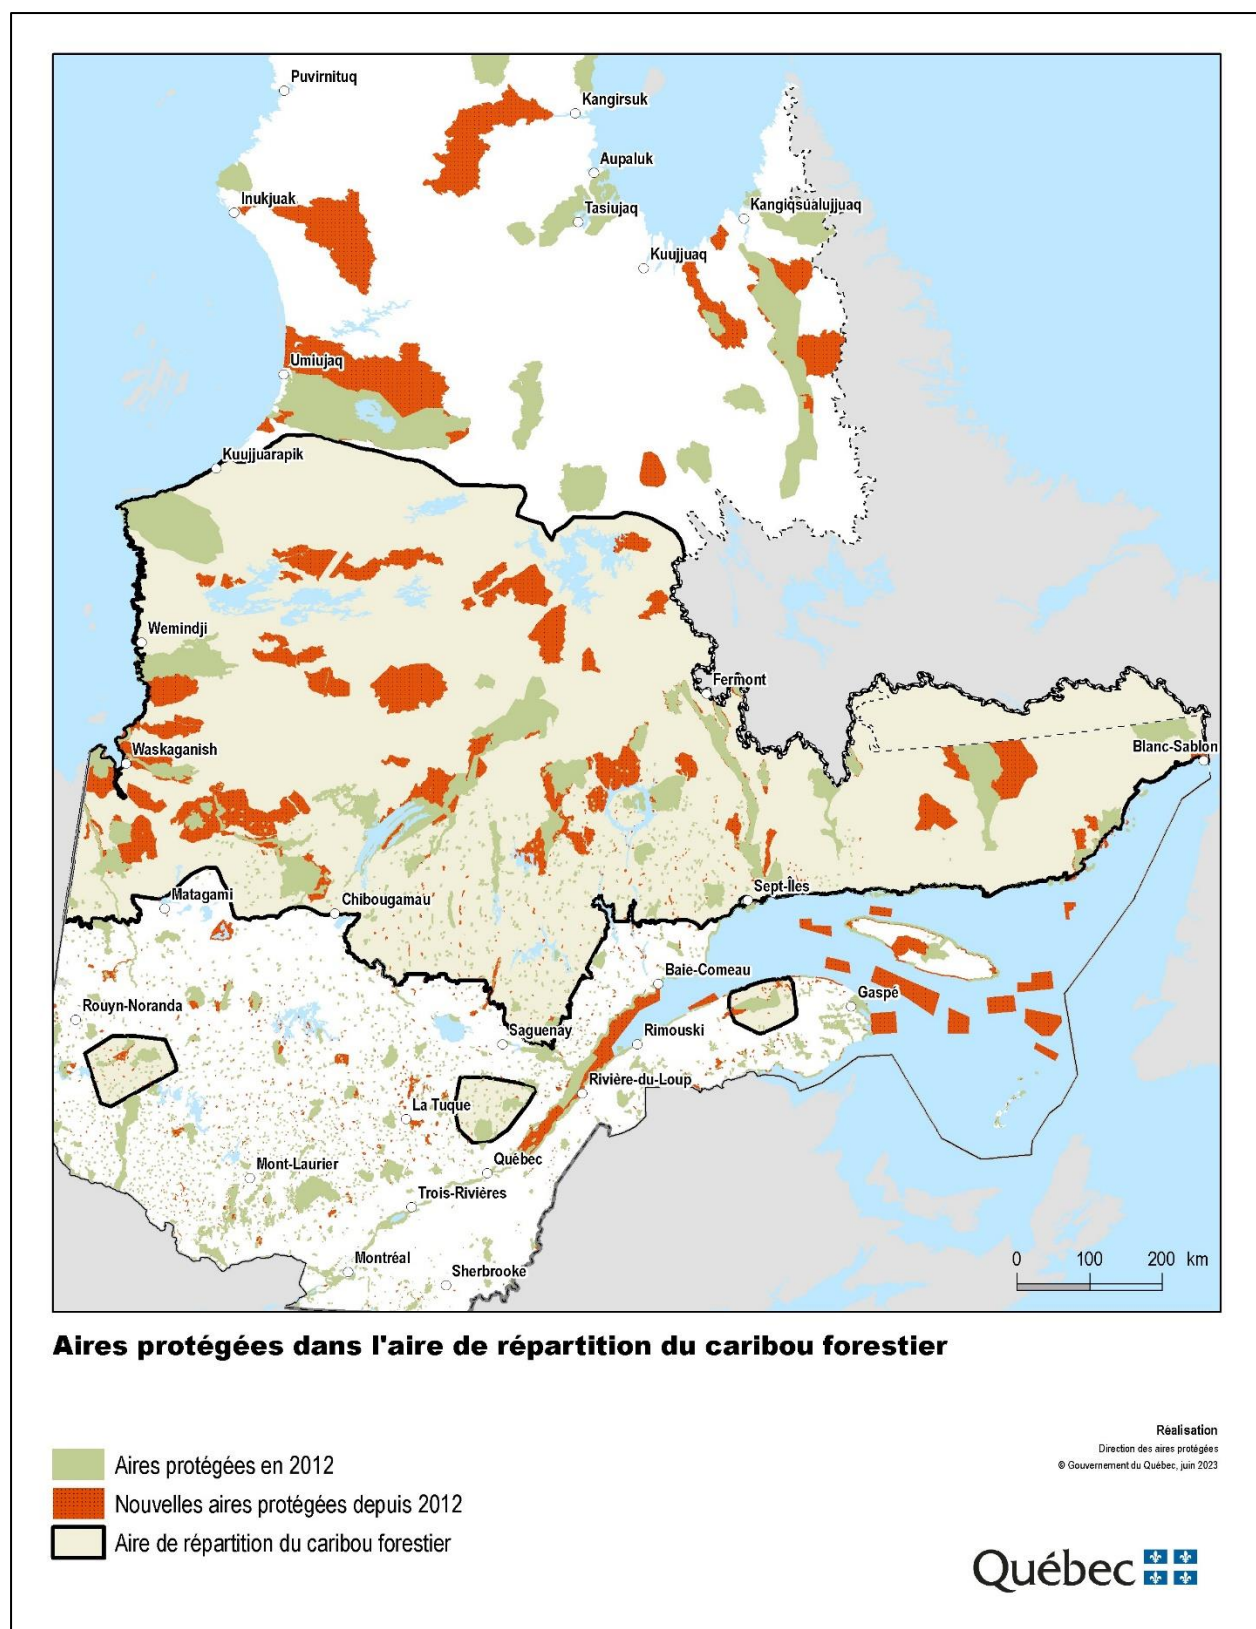 Puvirnituq
Kangirsuk
Aupaluk
Inukjuak
Tasiujaq
Kangiqsualujjuaq
Kuujjuaq
Umiujaq
Kuujjuarapik
Wemindji
Fermont
Waskaganish
Blanc-Sablon
Matagami
Chibougamau
Sept-Îles
Baie-Comeau
Rouyn-Noranda
Gaspé
Saguenay
Rimouski
Rivière-du-Loup
La Tuque
Mont-Laurier
Québec
Trois-Rivières
Montréal
Sherbrooke
0 100 200 km
Aires protégées dans l'aire de répartition du caribou forestier
Aires protégées en 2012
Nouvelles aires protégées depuis 2012
Aire de répartition du caribou forestier
Réalisation
Direction des aires protégées
© Gouvernement du Québec, juin 2023
Québec